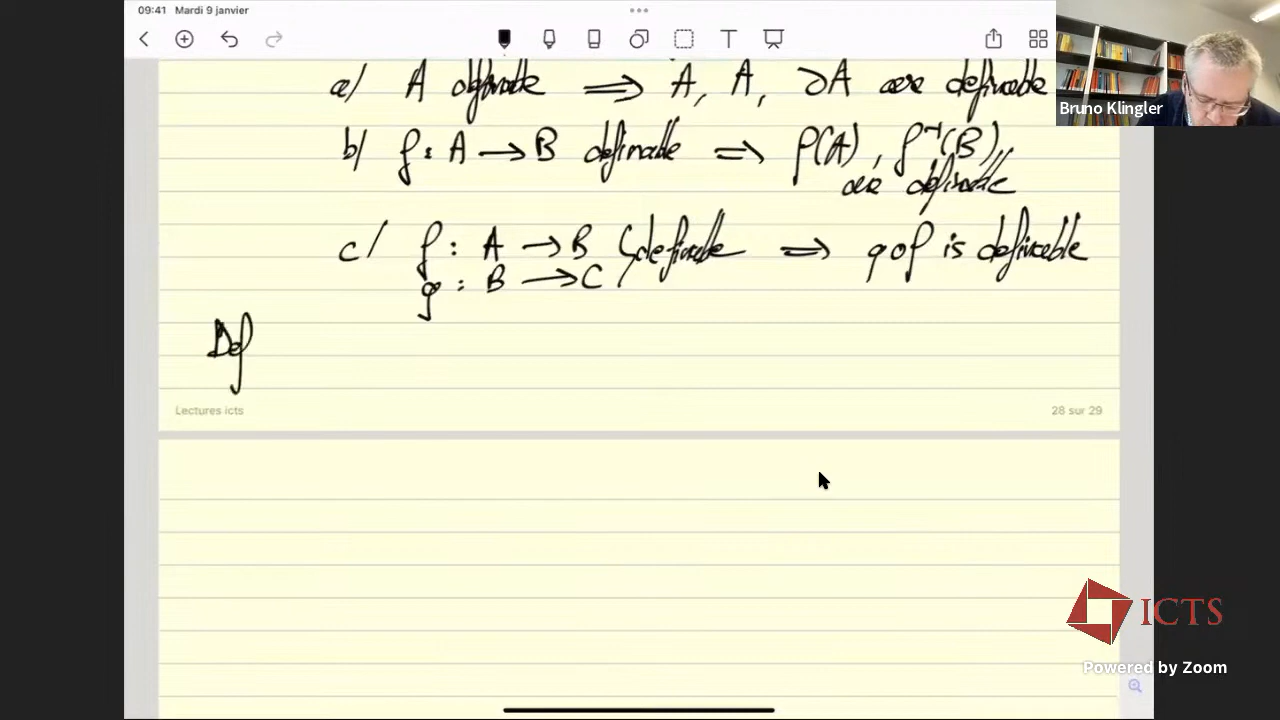 09:41 Mardi 9 janvier
a) A definable ⟹ A, A, ∂A are definable
b) f : A → B definable ⟹ f(A), f⁻¹(B),
are definable
c) f : A → B } definable ⟹ g∘f is definable
g : B → C
Def
Lectures icts
28 sur 29
Bruno Klingler
ICTS
Powered by Zoom